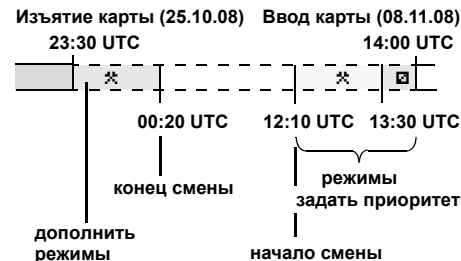 Изъятие карты (25.10.08) Ввод карты (08.11.08)
23:30 UTC 14:00 UTC
00:20 UTC 12:10 UTC 13:30 UTC
режимы
конец смены задать приоритет
дополнить
режимы начало смены